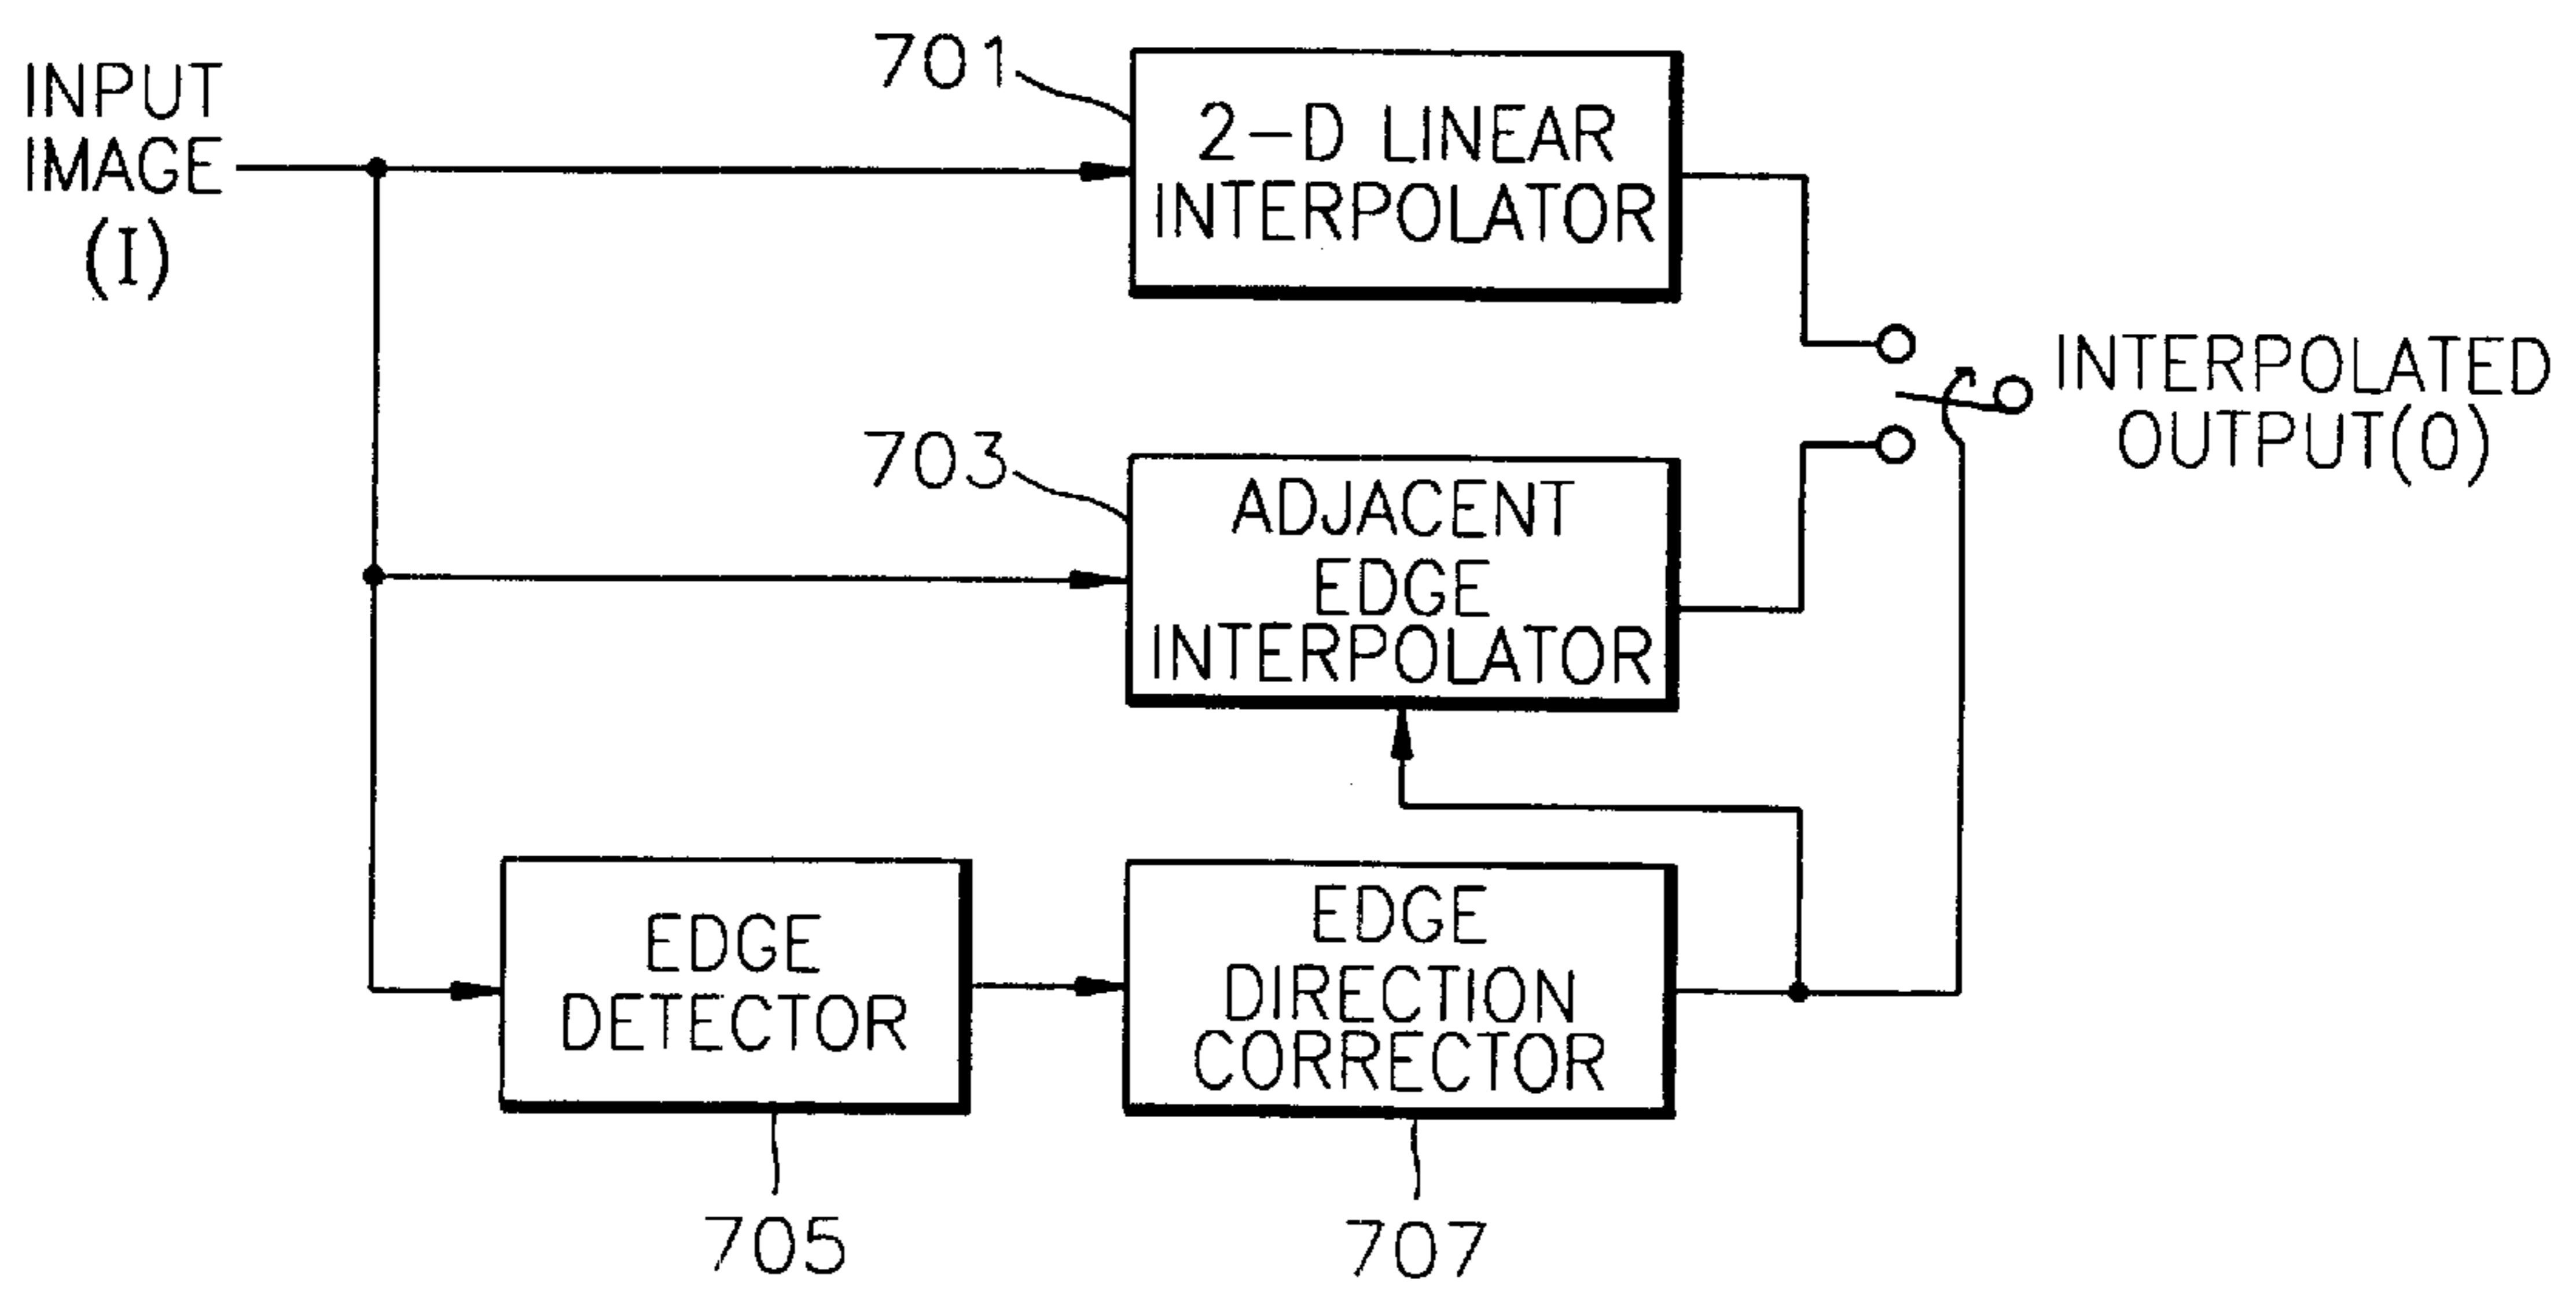 INPUT
IMAGE
(I)
701
2-D LINEAR
INTERPOLATOR
INTERPOLATED
OUTPUT(O)
703
ADJACENT
EDGE
INTERPOLATOR
EDGE
DETECTOR
705
EDGE
DIRECTION
CORRECTOR
707